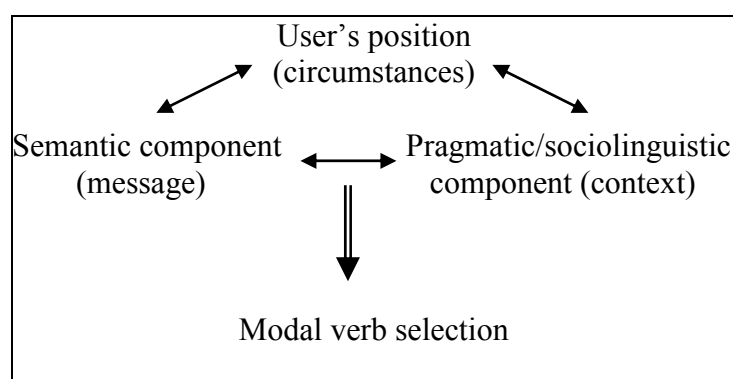 User’s position
(circumstances)
Semantic component
(message)
Pragmatic/sociolinguistic
component (context)
Modal verb selection